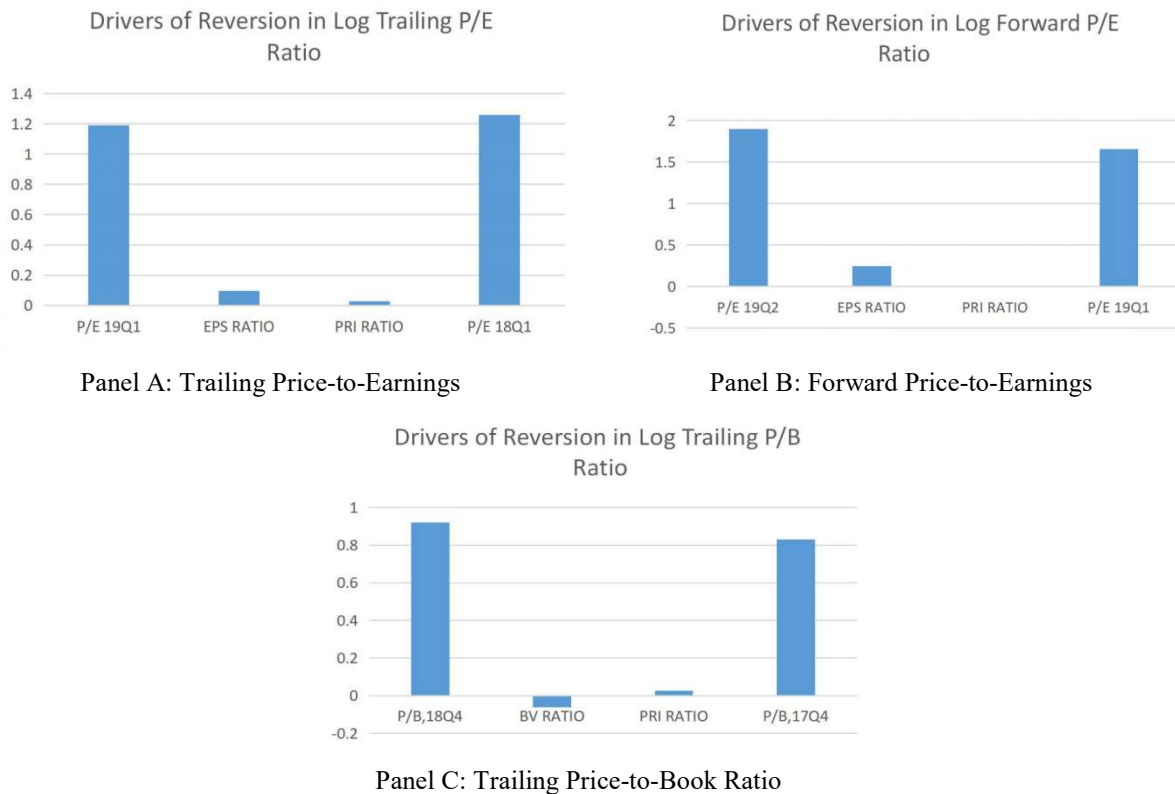 Drivers of Reversion in Log Trailing P/E
Ratio
1.4
1.2
1
0.8
0.6
0.4
0.2
0
P/E 19Q1
EPS RATIO
PRI RATIO
P/E 18Q1
Panel A: Trailing Price-to-Earnings
Drivers of Reversion in Log Forward P/E
Ratio
2
1.5
1
0.5
0
-0.5
P/E 19Q2
EPS RATIO
PRI RATIO
P/E 19Q1
Panel B: Forward Price-to-Earnings
Drivers of Reversion in Log Trailing P/B
Ratio
1
0.8
0.6
0.4
0.2
0
-0.2
P/B,18Q4
BV RATIO
PRI RATIO
P/B,17Q4
Panel C: Trailing Price-to-Book Ratio